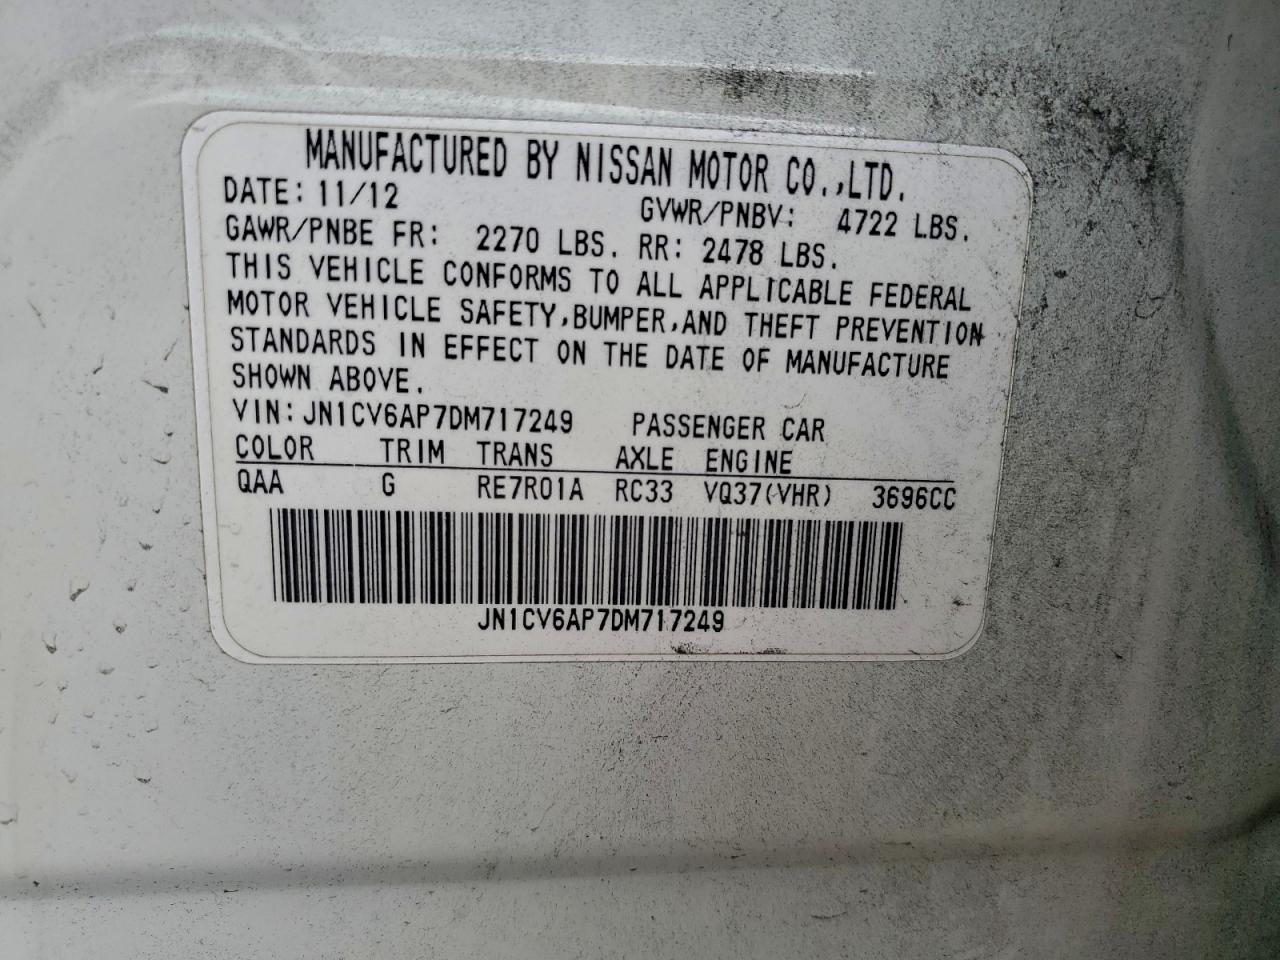 MANUFACTURED BY NISSAN MOTOR CO.,LTD.
DATE: 11/12 GVWR/PNBV: 4722 LBS.
GAWR/PNBE FR: 2270 LBS. RR: 2478 LBS.
THIS VEHICLE CONFORMS TO ALL APPLICABLE FEDERAL
MOTOR VEHICLE SAFETY,BUMPER,AND THEFT PREVENTION
STANDARDS IN EFFECT ON THE DATE OF MANUFACTURE
SHOWN ABOVE.
VIN: JN1CV6AP7DM717249 PASSENGER CAR
COLOR TRIM TRANS AXLE ENGINE
QAA G RE7R01A RC33 VQ37(VHR) 3696CC
JN1CV6AP7DM717249